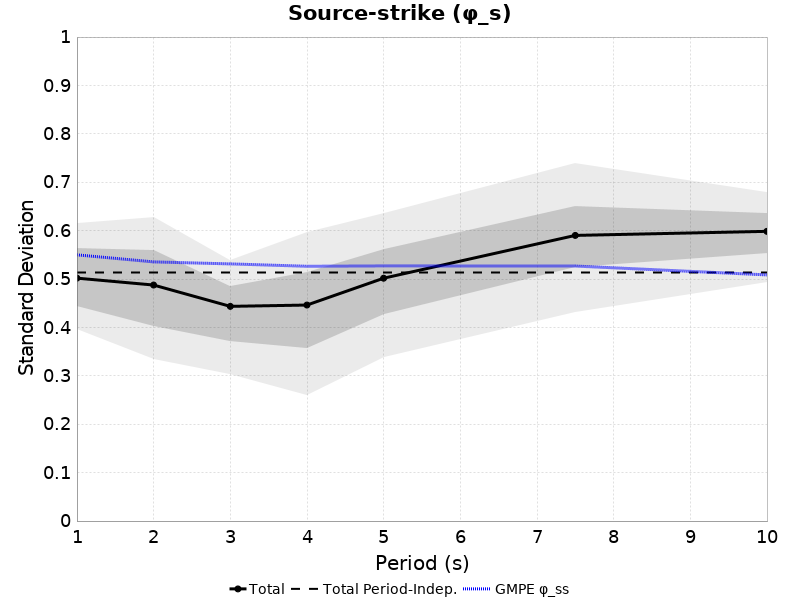 Source-strike (φ_s)
1
0.9
0.8
0.7
0.6
0.5
0.4
0.3
0.2
0.1
0
Standard Deviation
1 2 3 4 5 6 7 8 9 10
Period (s)
Total Total Period-Indep. GMPE φ_ss